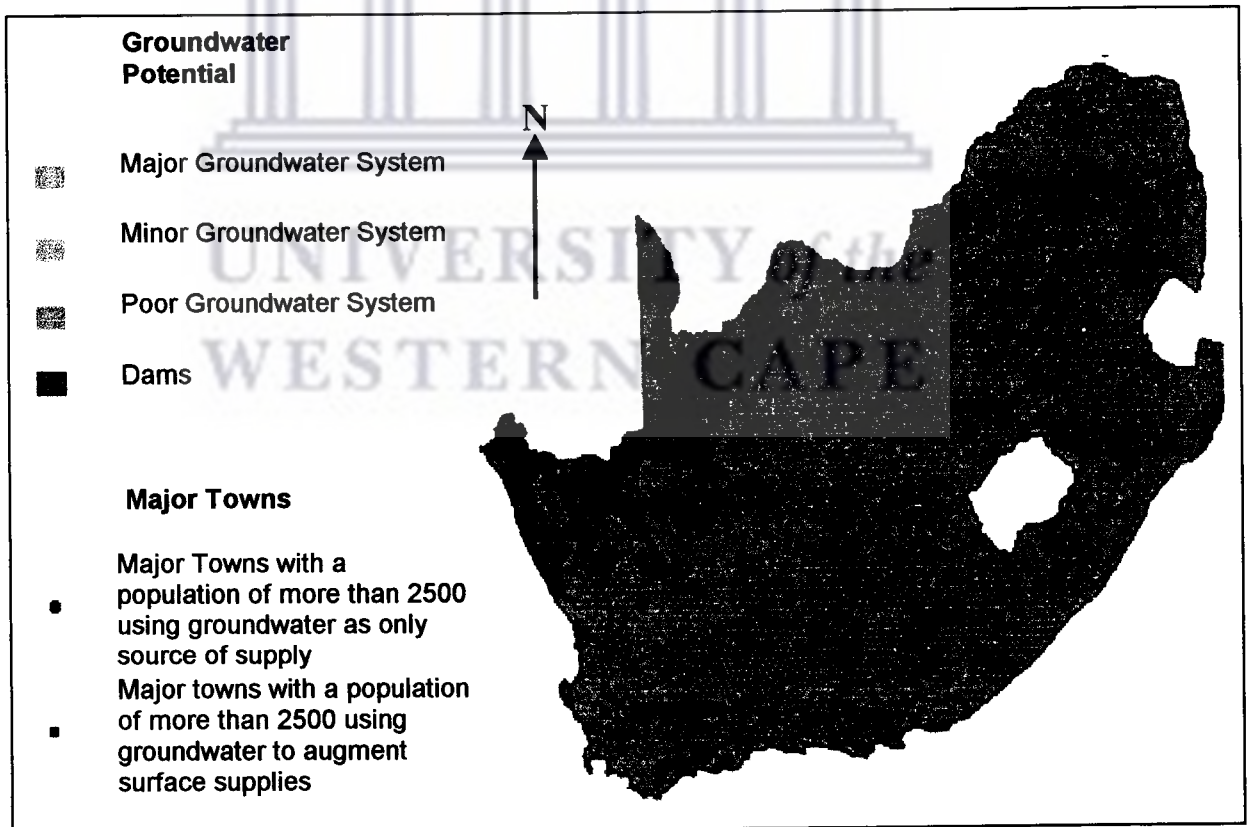 Groundwater
Potential
N
Major Groundwater System
Minor Groundwater System
Poor Groundwater System
Dams
UNIVERSITY of the
WESTERN CAPE
Major Towns
Major Towns with a
population of more than 2500
using groundwater as only
source of supply
Major towns with a population
of more than 2500 using
groundwater to augment
surface supplies